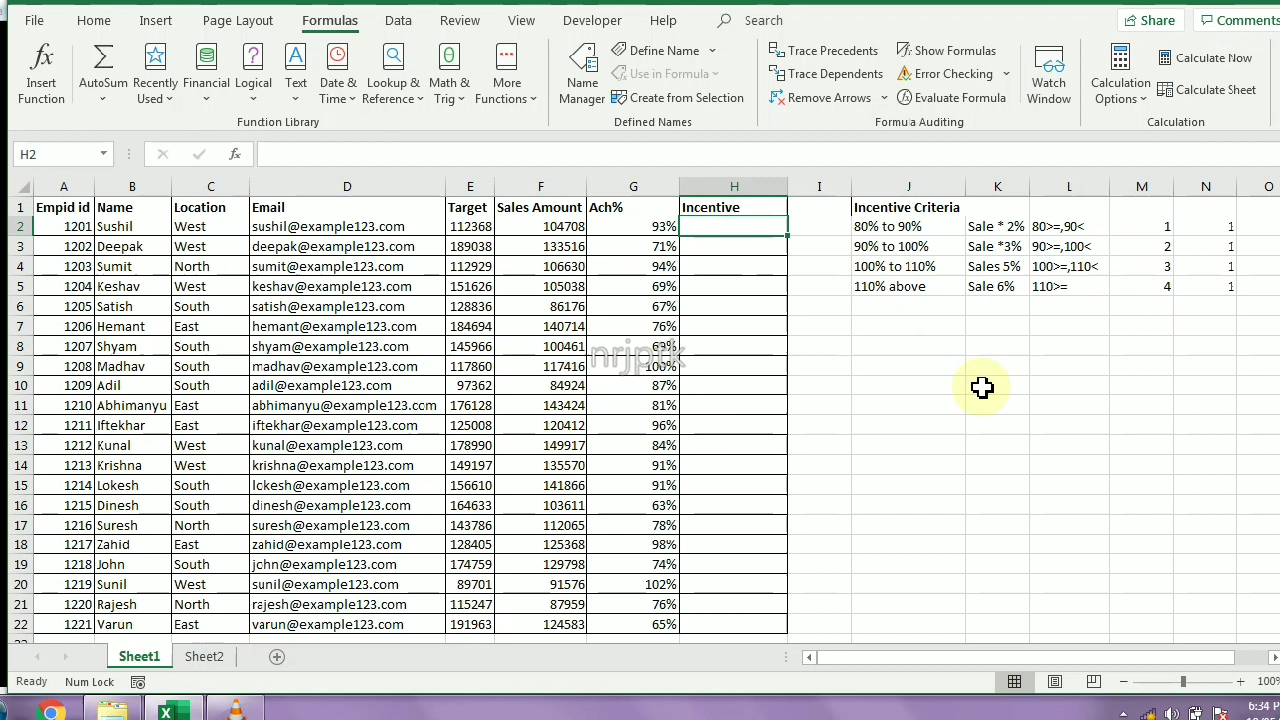 File Home Insert Page Layout Formulas Data Review View Developer Help Search Share Comments
Insert Function AutoSum Recently Used Financial Logical Text Date & Time Lookup & Reference Math & Trig More Functions Name Manager Define Name Use in Formula Create from Selection Trace Precedents Trace Dependents Remove Arrows Show Formulas Error Checking Evaluate Formula Watch Window Calculation Options Calculate Now Calculate Sheet
Function Library Defined Names Formula Auditing Calculation
H2 fx
A B C D E F G H I J K L M N O
1 Empid id Name Location Email Target Sales Amount Ach% Incentive Incentive Criteria
2 1201 Sushil West sushil@example123.com 112368 104708 93% 80% to 90% Sale * 2% 80>=,90< 1 1
3 1202 Deepak West deepak@example123.com 189038 133516 71% 90% to 100% Sale *3% 90>=,100< 2 1
4 1203 Sumit North sumit@example123.com 112929 106630 94% 100% to 110% Sales 5% 100>=,110< 3 1
5 1204 Keshav West keshav@example123.com 151626 105038 69% 110% above Sale 6% 110>= 4 1
6 1205 Satish South satish@example123.com 128836 86176 67%
7 1206 Hemant East hemant@example123.com 184694 140714 76%
8 1207 Shyam South shyam@example123.com 145966 100461 69%
nrjptk
9 1208 Madhav South madhav@example123.com 117860 117416 100%
10 1209 Adil South adil@example123.com 97362 84924 87%
11 1210 Abhimanyu East abhimanyu@example123.com 176128 143424 81%
12 1211 Iftekhar East iftekhar@example123.com 125008 120412 96%
13 1212 Kunal West kunal@example123.com 178990 149917 84%
14 1213 Krishna West krishna@example123.com 149197 135570 91%
15 1214 Lokesh South lokesh@example123.com 156610 141866 91%
16 1215 Dinesh South dinesh@example123.com 164633 103611 63%
17 1216 Suresh North suresh@example123.com 143786 112065 78%
18 1217 Zahid East zahid@example123.com 128405 125368 98%
19 1218 John South john@example123.com 174759 129798 74%
20 1219 Sunil West sunil@example123.com 89701 91576 102%
21 1220 Rajesh North rajesh@example123.com 115247 87959 76%
22 1221 Varun East varun@example123.com 191963 124583 65%
Sheet1 Sheet2
Ready Num Lock 100%
6:34 P